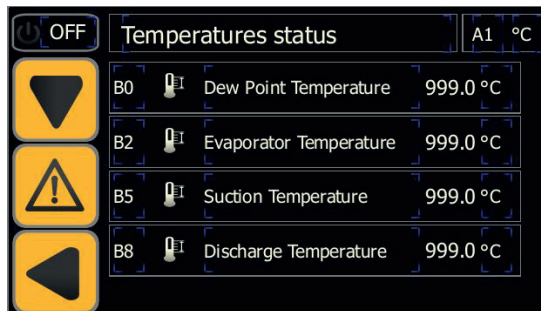 OFF Temperatures status A1 °C
B0 Dew Point Temperature 999.0 °C
B2 Evaporator Temperature 999.0 °C
B5 Suction Temperature 999.0 °C
B8 Discharge Temperature 999.0 °C